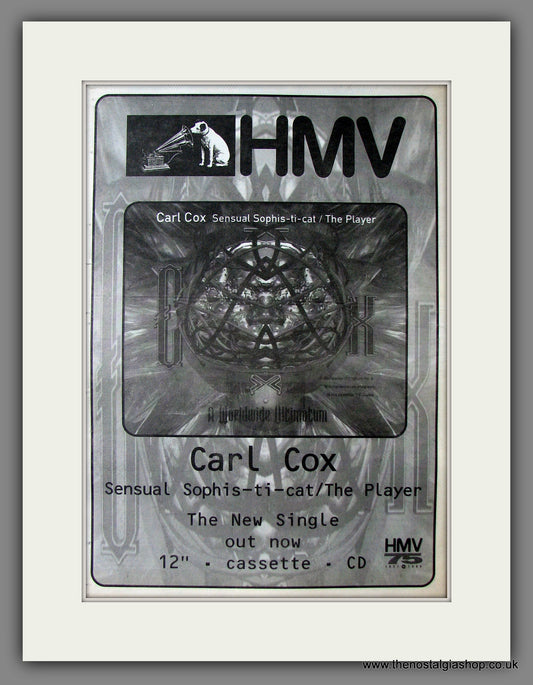 HMV
Carl Cox Sensual Sophis-ti-cat / The Player
C x
A Worldwide Ultimatum
Carl Cox
Sensual Sophis-ti-cat/The Player
The New Single
out now
12" - cassette - CD
HMV
75
www.thenostalgiashop.co.uk